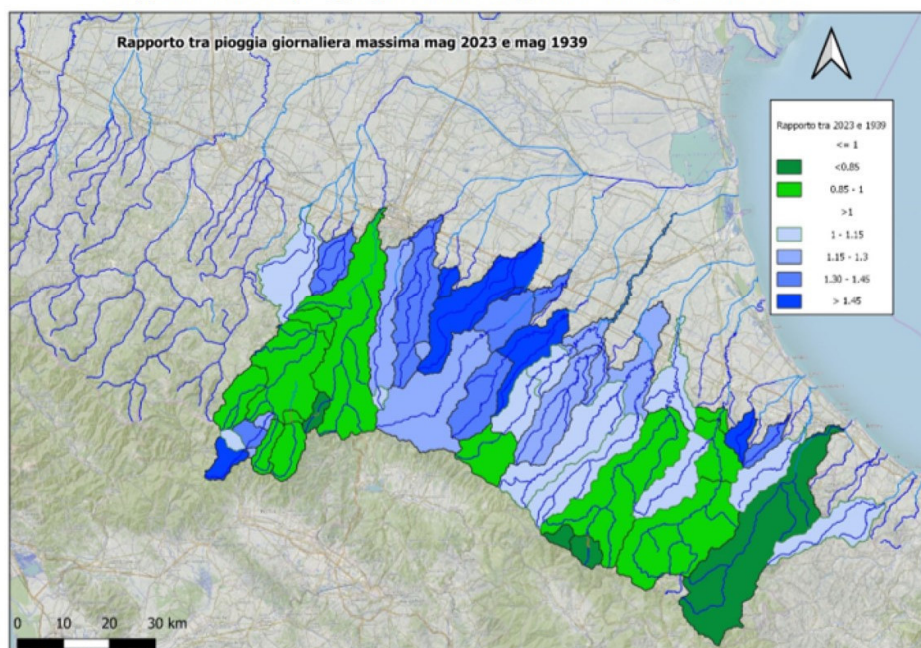 Rapporto tra pioggia giornaliera massima mag 2023 e mag 1939
Rapporto tra 2023 e 1939
<= 1
<0.85
0.85 - 1
>1
1 - 1.15
1.15 - 1.3
1.30 - 1.45
> 1.45
0 10 20 30 km